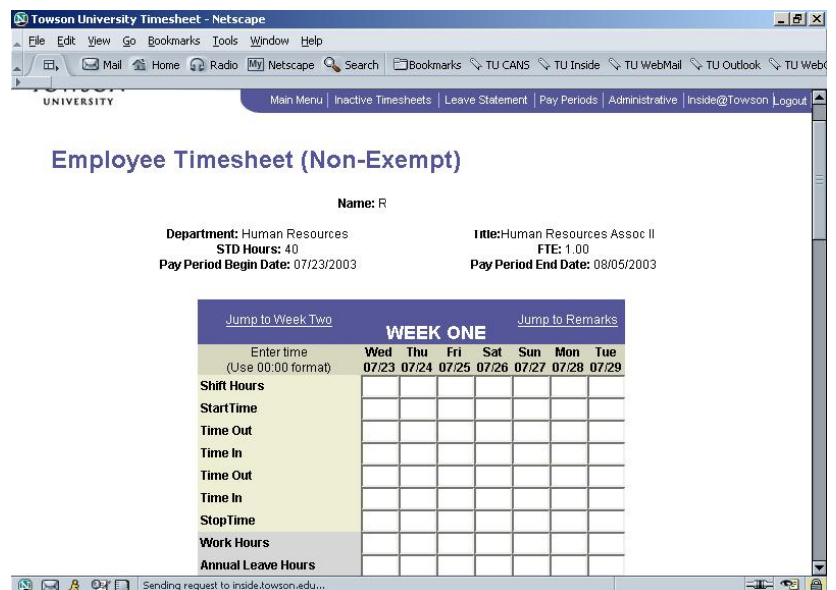 Towson University Timesheet - Netscape
File Edit View Go Bookmarks Tools Window Help
Mail Home Radio My Netscape Search Bookmarks TU CANS TU Inside TU WebMail TU Outlook TU Web
UNIVERSITY
Main Menu | Inactive Timesheets | Leave Statement | Pay Periods | Administrative | Inside@Towson | Logout
Employee Timesheet (Non-Exempt)
Name: R
Department: Human Resources Title:Human Resources Assoc II
STD Hours: 40 FTE: 1.00
Pay Period Begin Date: 07/23/2003 Pay Period End Date: 08/05/2003
Jump to Week Two WEEK ONE Jump to Remarks
Enter time Wed Thu Fri Sat Sun Mon Tue
(Use 00:00 format) 07/23 07/24 07/25 07/26 07/27 07/28 07/29
Shift Hours
StartTime
Time Out
Time In
Time Out
Time In
StopTime
Work Hours
Annual Leave Hours
Sending request to inside.towson.edu...